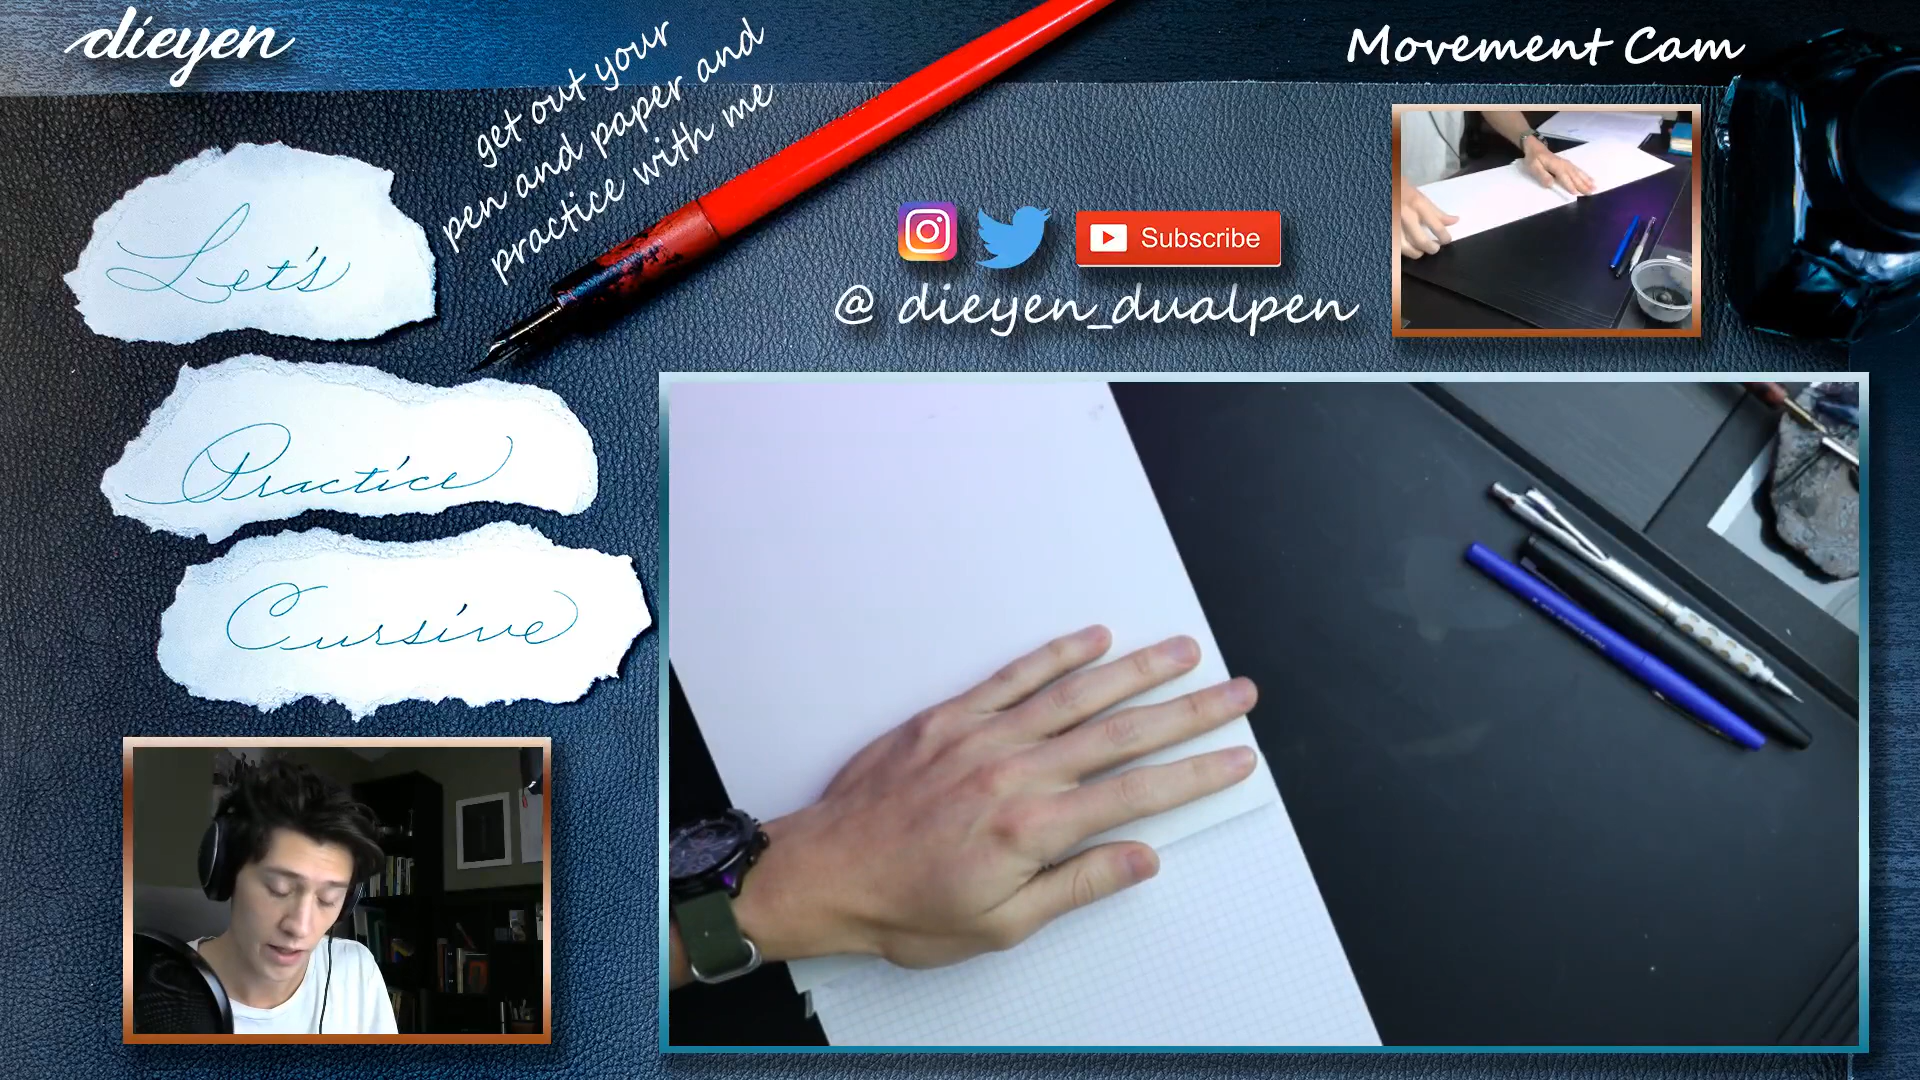 dieyen
get out your
pen and paper and
practice with me
Movement Cam
Let's
Practice
Cursive
Subscribe
@ dieyen_dualpen